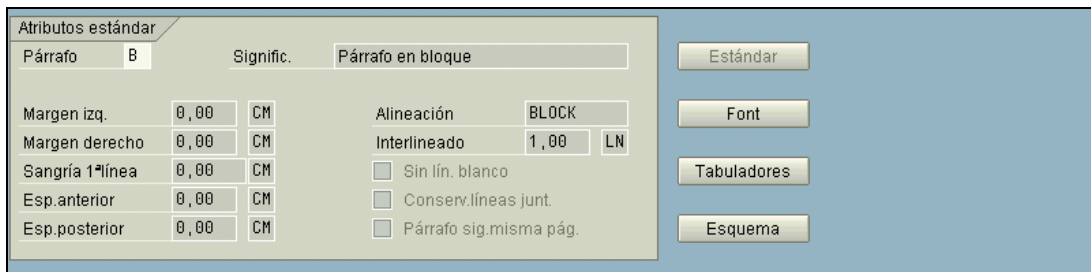 Atributos estándar
Párrafo B Signific. Párrafo en bloque Estándar
Margen izq. 0,00 CM Alineación BLOCK Font
Margen derecho 0,00 CM Interlineado 1,00 LN
Sangría 1ªlínea 0,00 CM Sin lín. blanco Tabuladores
Esp.anterior 0,00 CM Conserv.líneas junt.
Esp.posterior 0,00 CM Párrafo sig.misma pág. Esquema